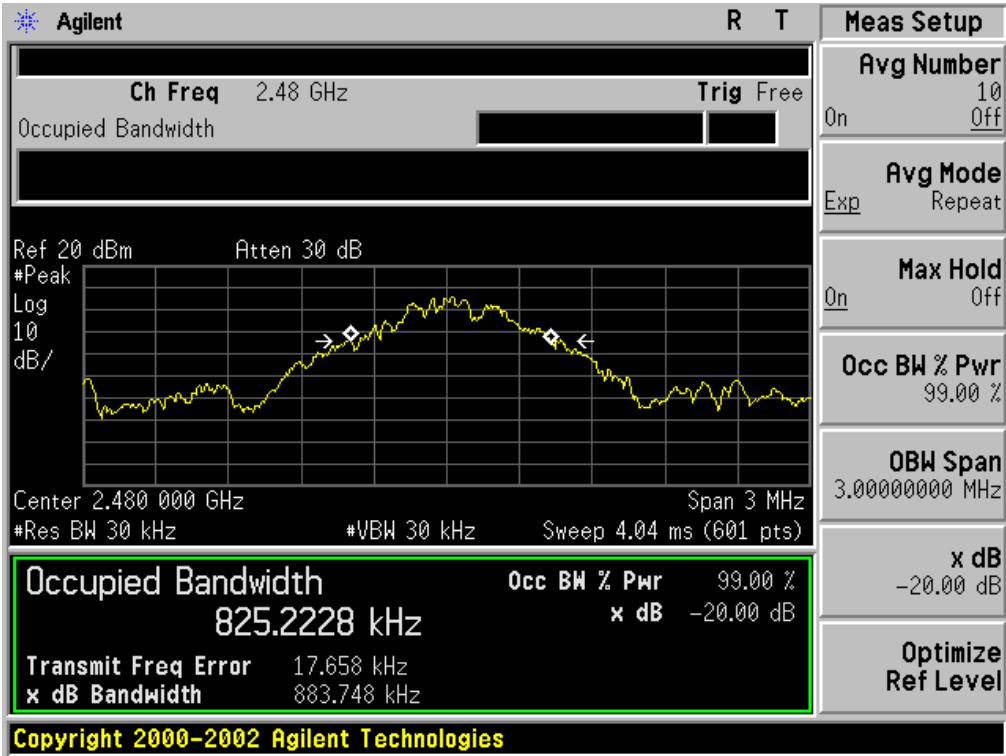 Agilent R T
Ch Freq 2.48 GHz Trig Free
Occupied Bandwidth
Ref 20 dBm Atten 30 dB
#Peak
Log
10
dB/
Center 2.480 000 GHz Span 3 MHz
#Res BW 30 kHz #VBW 30 kHz Sweep 4.04 ms (601 pts)
Occupied Bandwidth
825.2228 kHz
Occ BW % Pwr 99.00 %
x dB -20.00 dB
Transmit Freq Error 17.658 kHz
x dB Bandwidth 883.748 kHz
Copyright 2000-2002 Agilent Technologies
Meas Setup
Avg Number
10
On Off
Avg Mode
Exp Repeat
Max Hold
On Off
Occ BW % Pwr
99.00 %
OBW Span
3.00000000 MHz
x dB
-20.00 dB
Optimize
Ref Level